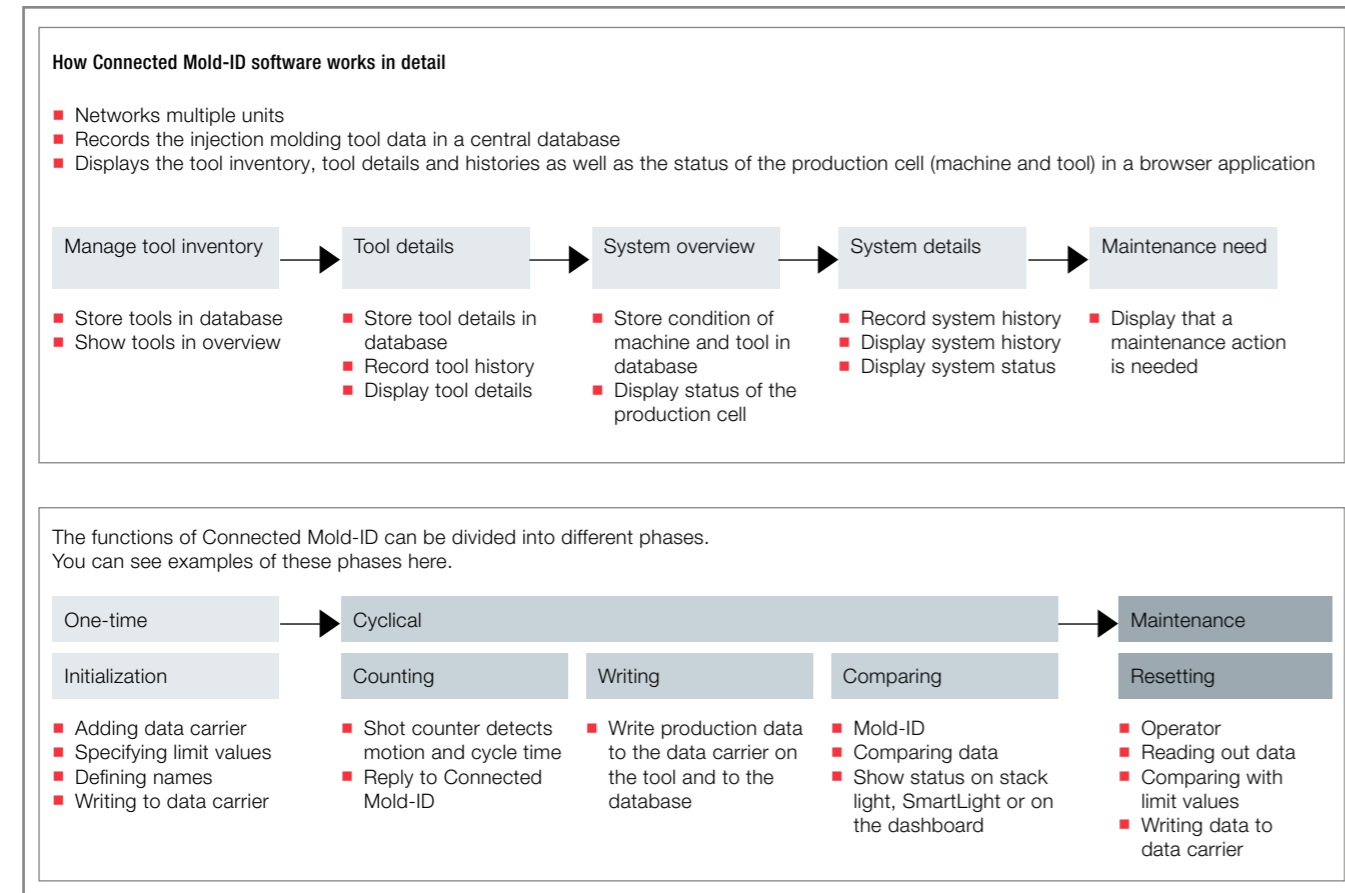 How Connected Mold-ID software works in detail
Networks multiple units
Records the injection molding tool data in a central database
Displays the tool inventory, tool details and histories as well as the status of the production cell (machine and tool) in a browser application
Manage tool inventory
Store tools in database
Show tools in overview
Tool details
Store tool details in
database
Record tool history
Display tool details
System overview
Store condition of
machine and tool in
database
Display status of the
production cell
System details
Record system history
Display system history
Display system status
Maintenance need
Display that a
maintenance action
is needed
The functions of Connected Mold-ID can be divided into different phases.
You can see examples of these phases here.
One-time
Cyclical
Maintenance
Initialization
Adding data carrier
Specifying limit values
Defining names
Writing to data carrier
Counting
Shot counter detects
motion and cycle time
Reply to Connected
Mold-ID
Writing
Write production data
to the data carrier on
the tool and to the
database
Comparing
Mold-ID
Comparing data
Show status on stack
light, SmartLight or on
the dashboard
Resetting
Operator
Reading out data
Comparing with
limit values
Writing data to
data carrier